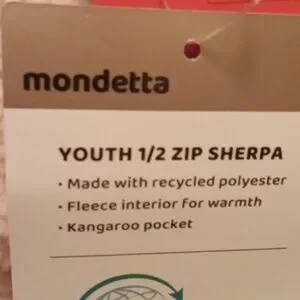 mondetta
YOUTH 1/2 ZIP SHERPA
• Made with recycled polyester
• Fleece interior for warmth
• Kangaroo pocket